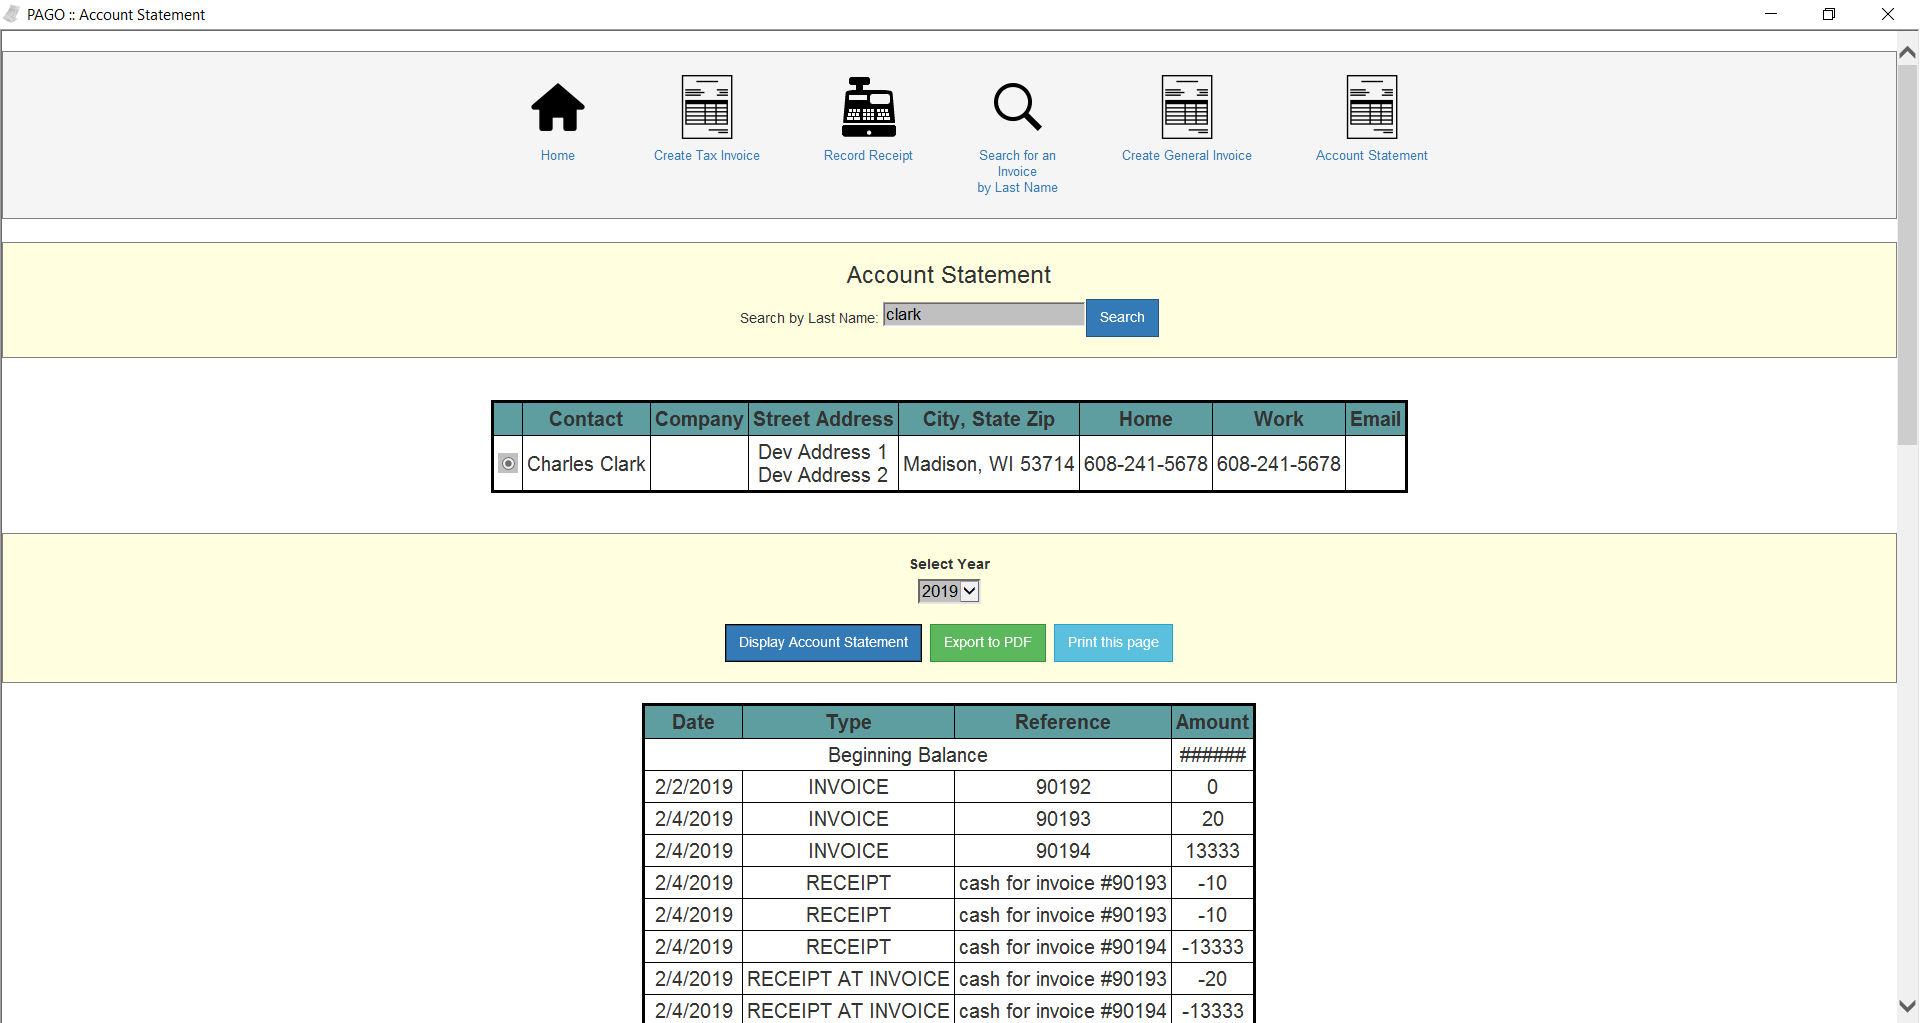 PAGO :: Account Statement
Home
Create Tax Invoice
Record Receipt
Search for an
Invoice
by Last Name
Create General Invoice
Account Statement
Account Statement
Search by Last Name: clark Search
Contact Company Street Address City, State Zip Home Work Email
Charles Clark Dev Address 1 Madison, WI 53714 608-241-5678 608-241-5678
Dev Address 2
Select Year
2019
Display Account Statement Export to PDF Print this page
Date Type Reference Amount
Beginning Balance ######
2/2/2019 INVOICE 90192 0
2/4/2019 INVOICE 90193 20
2/4/2019 INVOICE 90194 13333
2/4/2019 RECEIPT cash for invoice #90193 -10
2/4/2019 RECEIPT cash for invoice #90193 -10
2/4/2019 RECEIPT cash for invoice #90194 -13333
2/4/2019 RECEIPT AT INVOICE cash for invoice #90193 -20
2/4/2019 RECEIPT AT INVOICE cash for invoice #90194 -13333